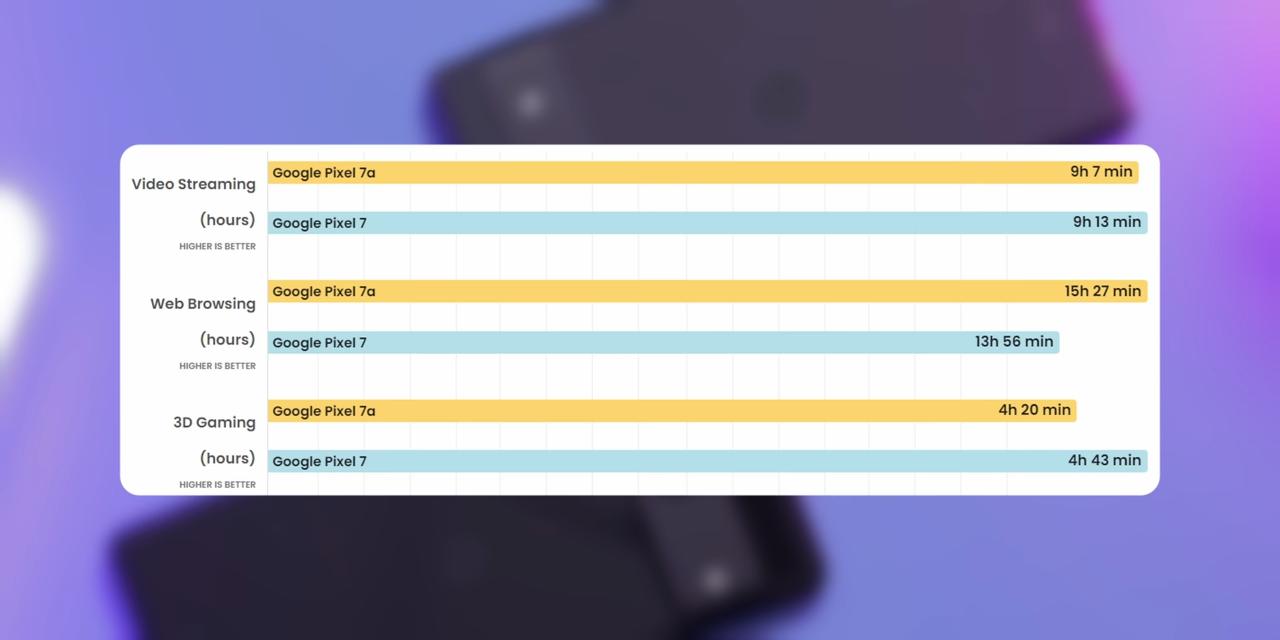 Video Streaming
(hours)
HIGHER IS BETTER
Google Pixel 7a 9h 7 min
Google Pixel 7 9h 13 min
Web Browsing
(hours)
HIGHER IS BETTER
Google Pixel 7a 15h 27 min
Google Pixel 7 13h 56 min
3D Gaming
(hours)
HIGHER IS BETTER
Google Pixel 7a 4h 20 min
Google Pixel 7 4h 43 min